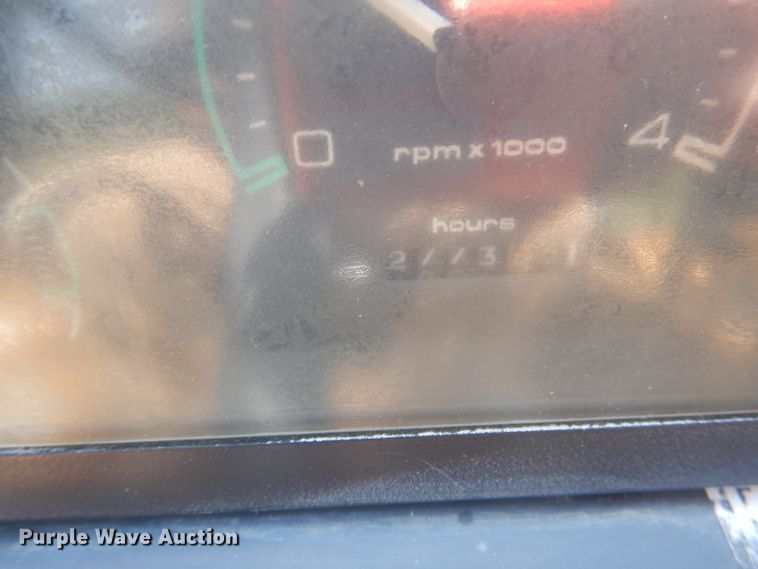 0
rpm x 1000
4
hours
Purple Wave Auction